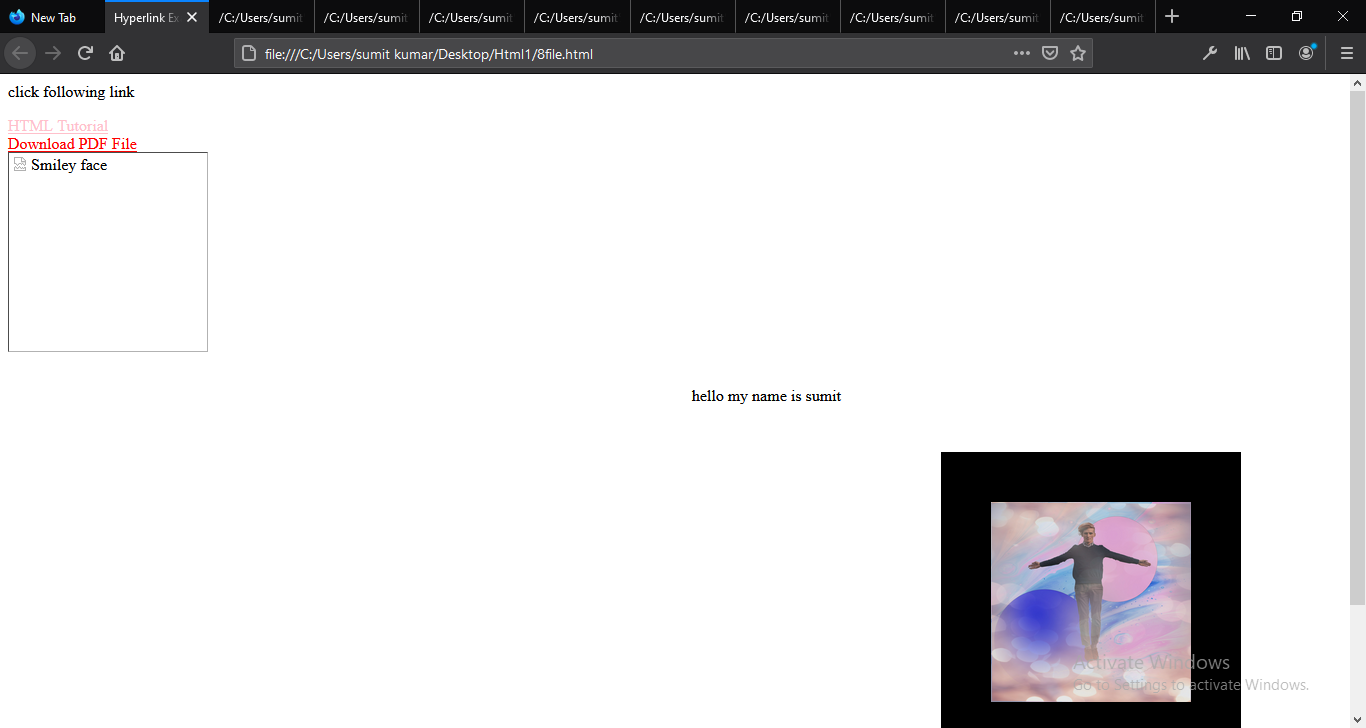 New Tab
Hyperlink Ex
/C:/Users/sumit
/C:/Users/sumit
/C:/Users/sumit
/C:/Users/sumit
/C:/Users/sumit
/C:/Users/sumit
/C:/Users/sumit
/C:/Users/sumit
/C:/Users/sumit
file:///C:/Users/sumit kumar/Desktop/Html1/8file.html
click following link
HTML Tutorial
Download PDF File
Smiley face
hello my name is sumit
Activate Windows
Go to Settings to activate Windows.